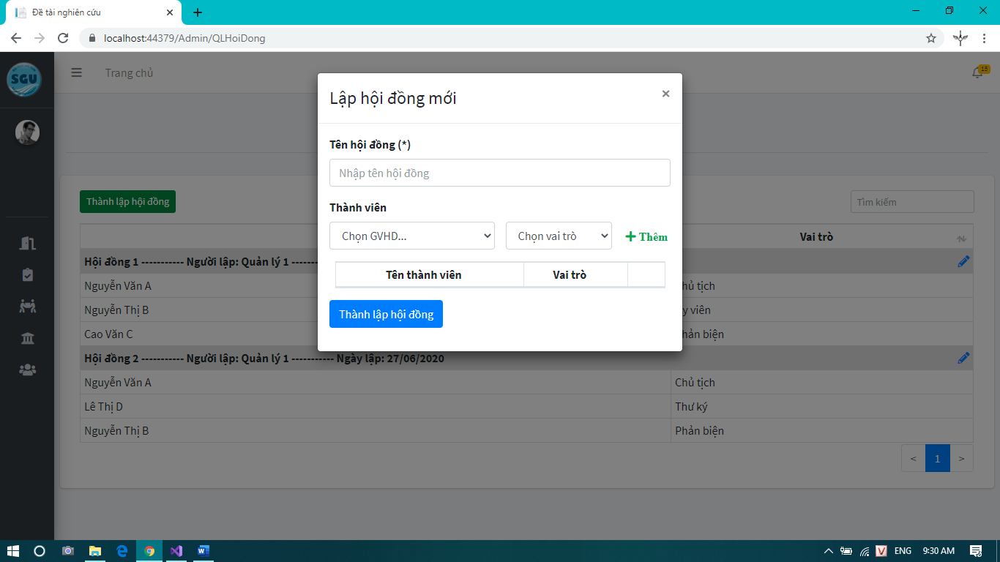 Đề tài nghiên cứu
localhost:44379/Admin/QLHoiDong
SGU
Trang chủ
15
Lập hội đồng mới
×
Tên hội đồng (*)
Nhập tên hội đồng
Thành viên
Chọn GVHD...
Chọn vai trò
Thêm
Tên thành viên
Vai trò
Thành lập hội đồng
Thành lập hội đồng
Tìm kiếm
Vai trò
Hội đồng 1 ----------- Người lập: Quản lý 1 -------
Nguyễn Văn A
hủ tịch
Nguyễn Thị B
y viên
Cao Văn C
hản biện
Hội đồng 2 ----------- Người lập: Quản lý 1 ----------- Ngày lập: 27/06/2020
Nguyễn Văn A
Chủ tịch
Lê Thị D
Thư ký
Nguyễn Thị B
Phản biện
< 1 >
ENG
9:30 AM